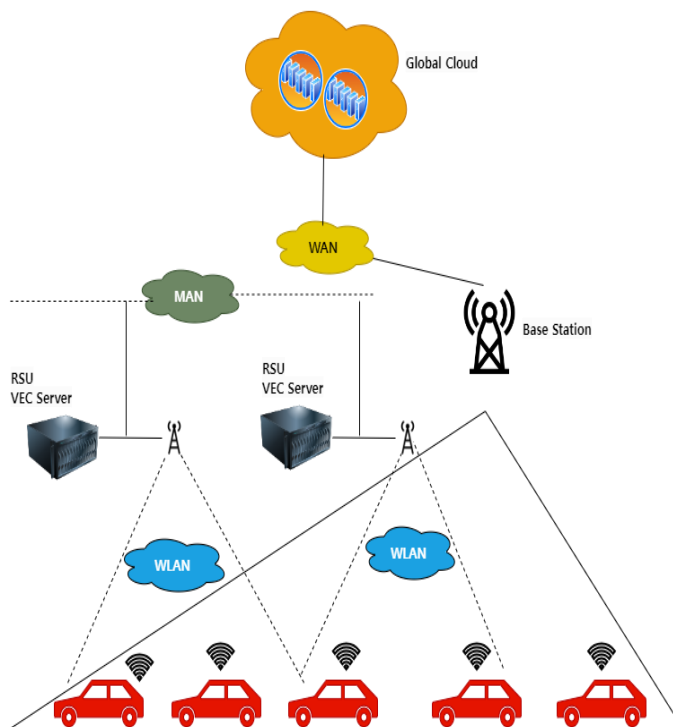 Global Cloud
WAN
MAN
Base Station
RSU
VEC Server
RSU
VEC Server
WLAN
WLAN